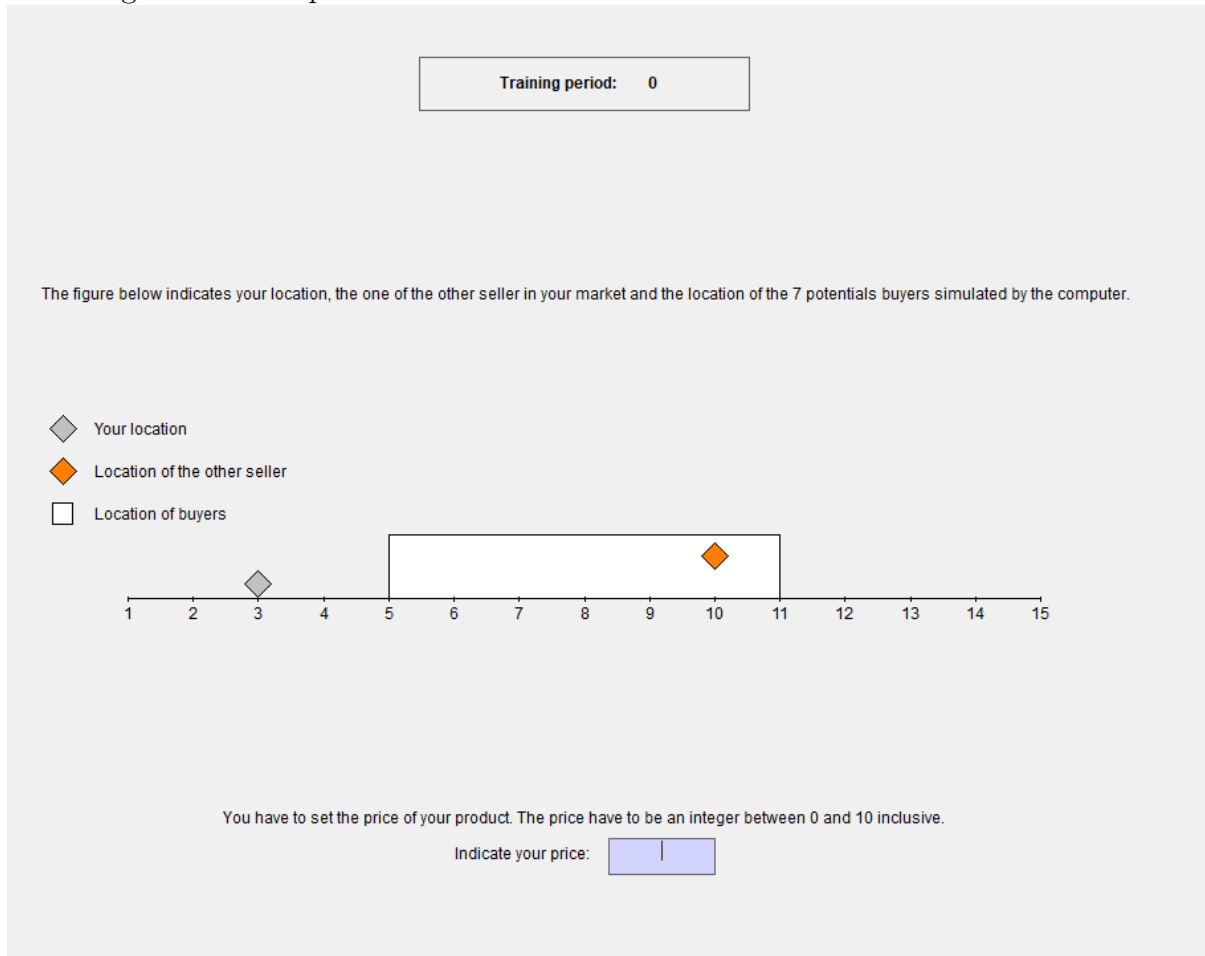 Training period: 0
The figure below indicates your location, the one of the other seller in your market and the location of the 7 potentials buyers simulated by the computer.
Your location
Location of the other seller
Location of buyers
1 2 3 4 5 6 7 8 9 10 11 12 13 14 15
You have to set the price of your product. The price have to be an integer between 0 and 10 inclusive.
Indicate your price: